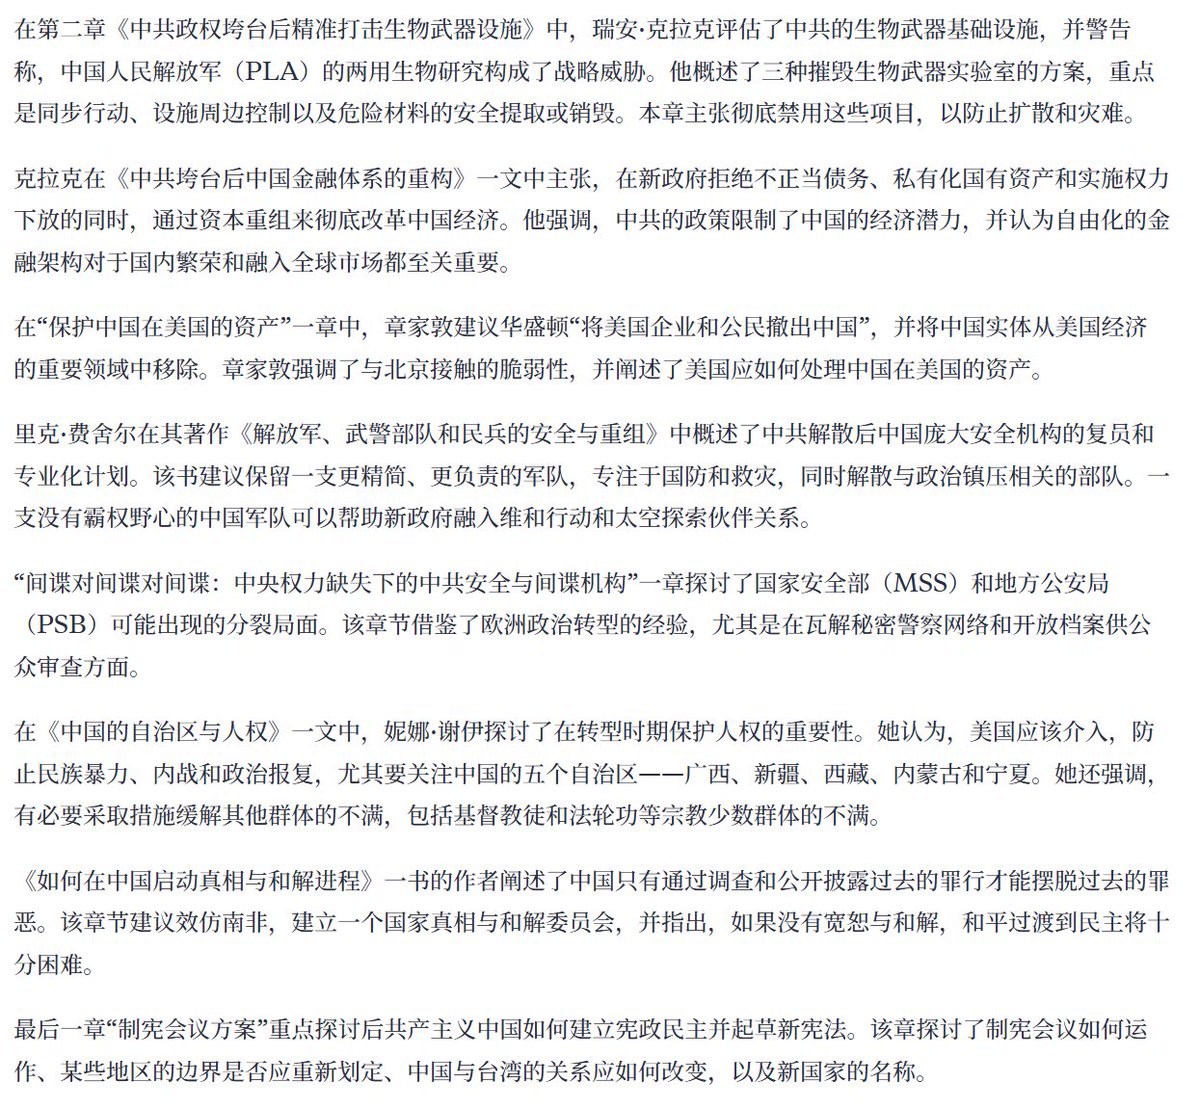 在第二章《中共政权垮台后精准打击生物武器设施》中，瑞安·克拉克评估了中共的生物武器基础设施，并警告
称，中国人民解放军（PLA）的两用生物研究构成了战略威胁。他概述了三种摧毁生物武器实验室的方案，重点
是同步行动、设施周边控制以及危险材料的安全提取或销毁。本章主张彻底禁用这些项目，以防止扩散和灾难。
克拉克在《中共垮台后中国金融体系的重构》一文中主张，在新政府拒绝不正当债务、私有化国有资产和实施权力
下放的同时，通过资本重组来彻底改革中国经济。他强调，中共的政策限制了中国的经济潜力，并认为自由化的金
融架构对于国内繁荣和融入全球市场都至关重要。
在“保护中国在美国的资产”一章中，章家敦建议华盛顿“将美国企业和公民撤出中国”，并将中国实体从美国经济
的重要领域中移除。章家敦强调了与北京接触的脆弱性，并阐述了美国应如何处理中国在美国的资产。
里克·费舍尔在其著作《解放军、武警部队和民兵的安全与重组》中概述了中共解散后中国庞大安全机构的复员和
专业化计划。该书建议保留一支更精简、更负责的军队，专注于国防和救灾，同时解散与政治镇压相关的部队。一
支没有霸权野心的中国军队可以帮助新政府融入维和行动和太空探索伙伴关系。
“间谍对间谍对间谍：中央权力缺失下的中共安全与间谍机构”一章探讨了国家安全部（MSS）和地方公安局
（PSB）可能出现的分裂局面。该章节借鉴了欧洲政治转型的经验，尤其是在瓦解秘密警察网络和开放档案供公
众审查方面。
在《中国的自治区与人权》一文中，妮娜·谢伊探讨了在转型时期保护人权的重要性。她认为，美国应该介入，防
止民族暴力、内战和政治报复，尤其要关注中国的五个自治区——广西、新疆、西藏、内蒙古和宁夏。她还强调，
有必要采取措施缓解其他群体的不满，包括基督教徒和法轮功等宗教少数群体的不满。
《如何在中国启动真相与和解进程》一书的作者阐述了中国只有通过调查和公开披露过去的罪行才能摆脱过去的罪
恶。该章节建议效仿南非，建立一个国家真相与和解委员会，并指出，如果没有宽恕与和解，和平过渡到民主将十
分困难。
最后一章“制宪会议方案”重点探讨后共产主义中国如何建立宪政民主并起草新宪法。该章探讨了制宪会议如何运
作、某些地区的边界是否应重新划定、中国与台湾的关系应如何改变，以及新国家的名称。